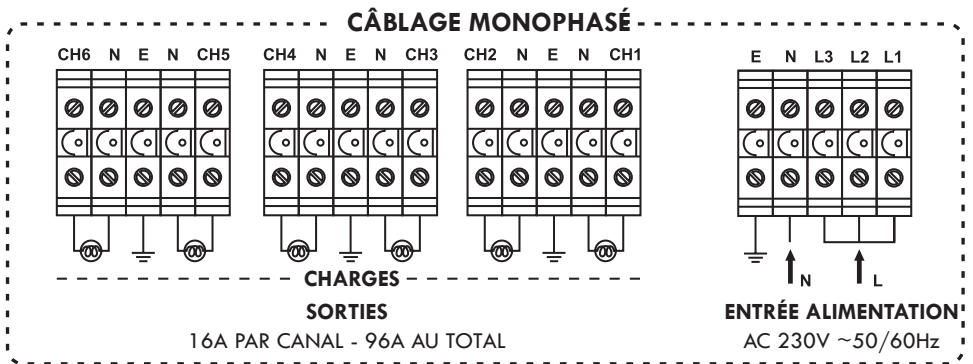 CÂBLAGE MONOPHASÉ
CH6 N E N CH5 CH4 N E N CH3 CH2 N E N CH1 E N L3 L2 L1
N L
CHARGES
SORTIES ENTRÉE ALIMENTATION
16A PAR CANAL - 96A AU TOTAL AC 230V ~50/60Hz